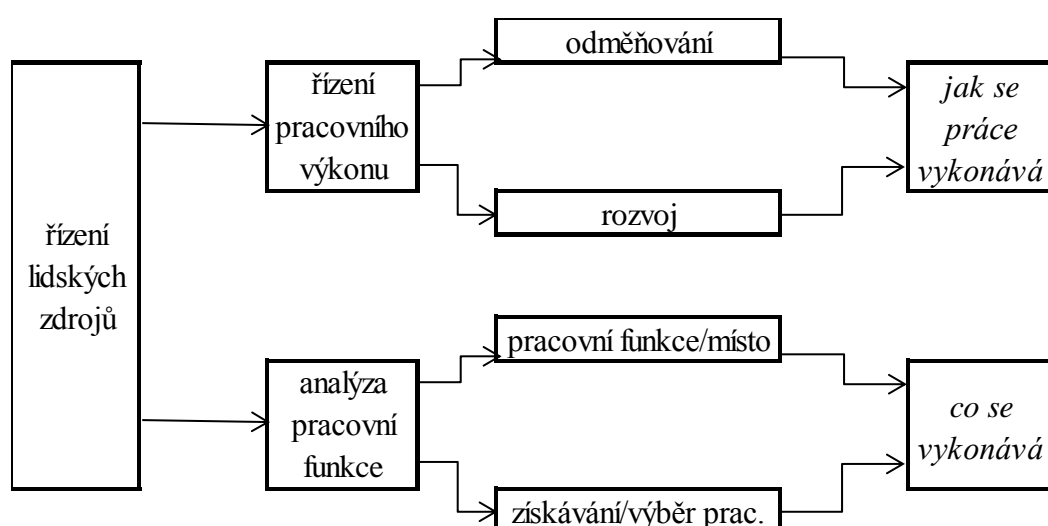 řízení
lidských
zdrojů
řízení
pracovního
výkonu
odměňování
rozvoj
jak se
práce
vykonává
analýza
pracovní
funkce
pracovní funkce/místo
získávání/výběr prac.
co se
vykonává